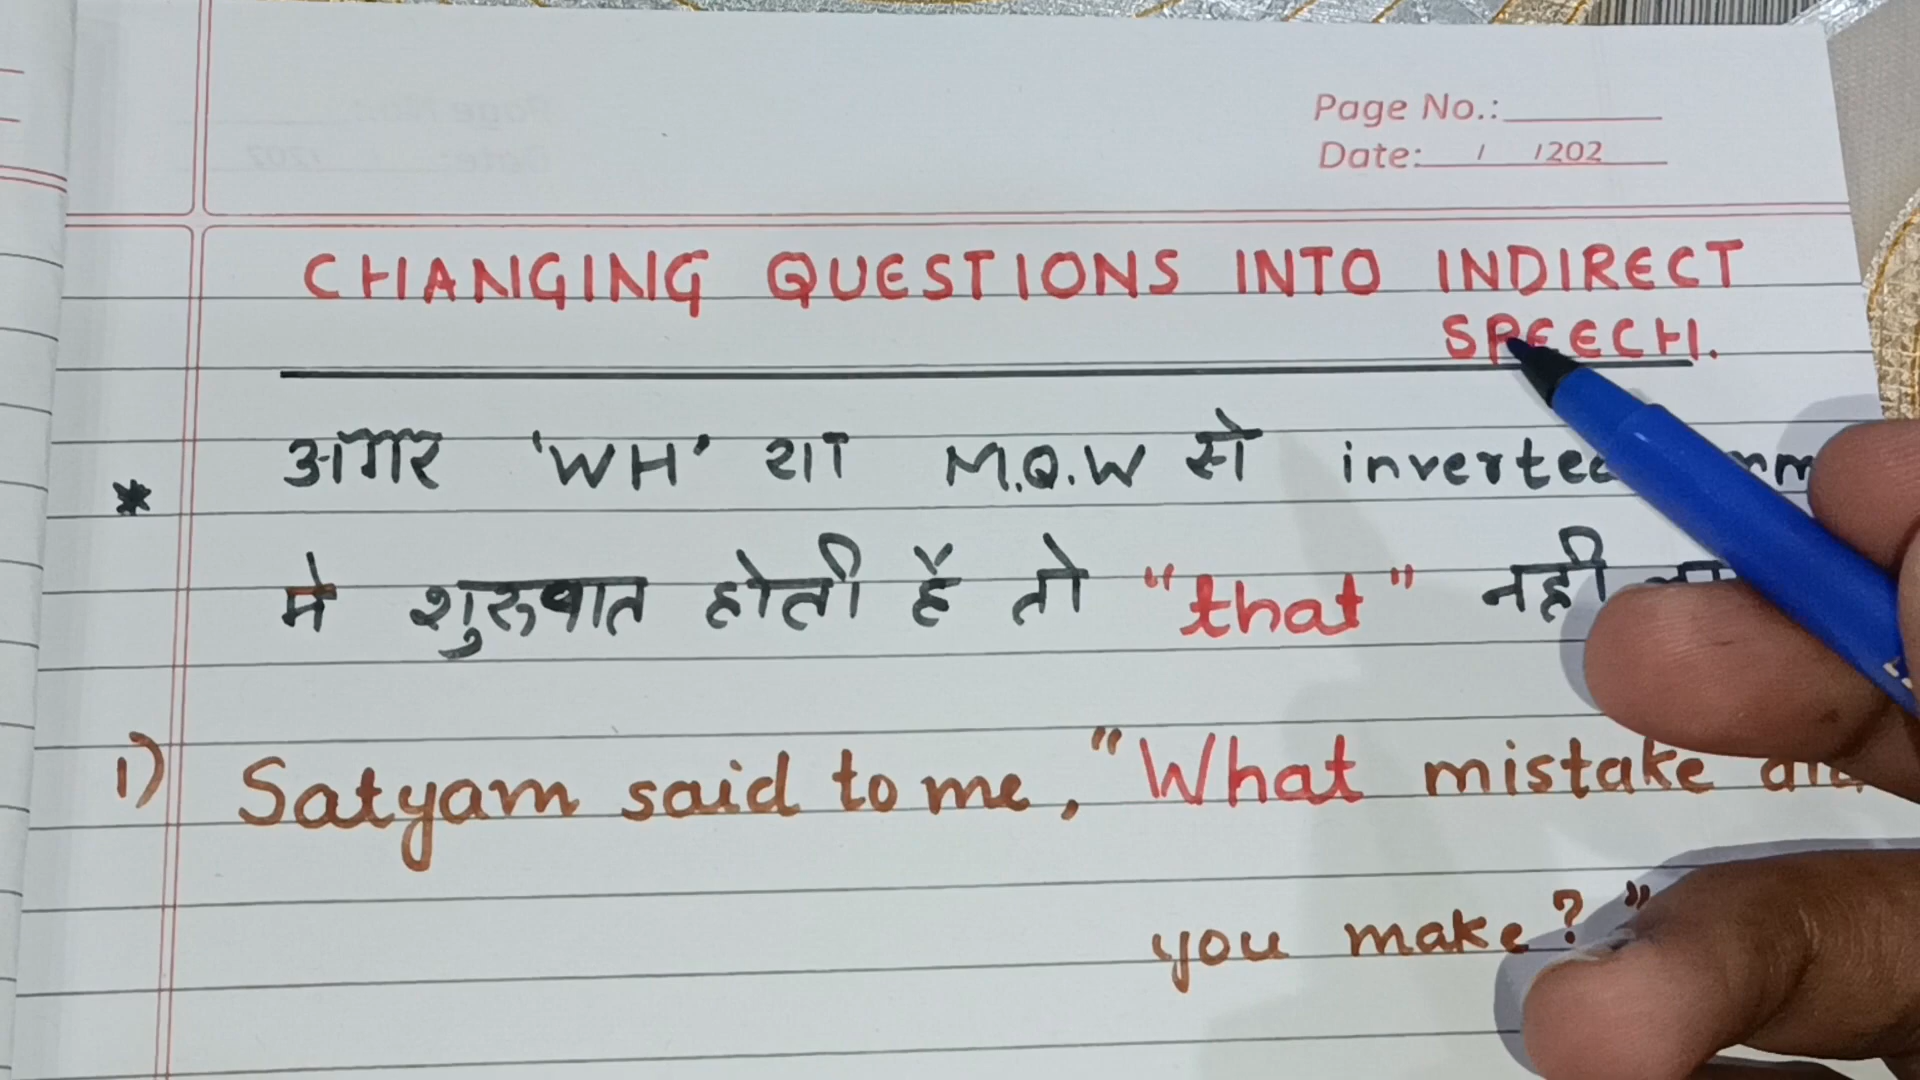 Page No.:
Date: / /202
CHANGING QUESTIONS INTO INDIRECT
SPEECH.
* अगर 'WH' या M.Q.W से inverted
मे शुरुवात होती हैं तो "that" नही
1) Satyam said to me, "What mistake
you make?"